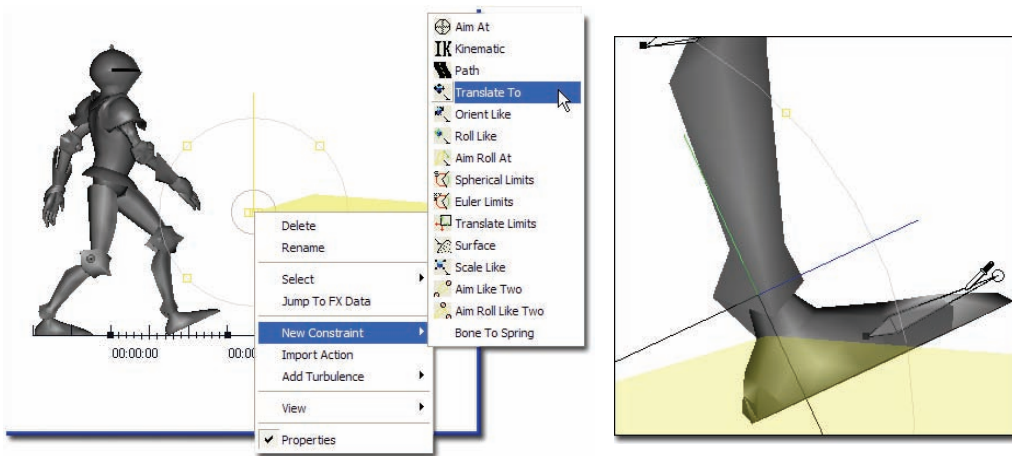 Aim At
Kinematic
Path
Translate To
Orient Like
Roll Like
Aim Roll At
Spherical Limits
Euler Limits
Translate Limits
Surface
Scale Like
Aim Like Two
Aim Roll Like Two
Bone To Spring
Delete
Rename
Select
Jump To FX Data
New Constraint
Import Action
Add Turbulence
View
Properties
00:00:00 00:0